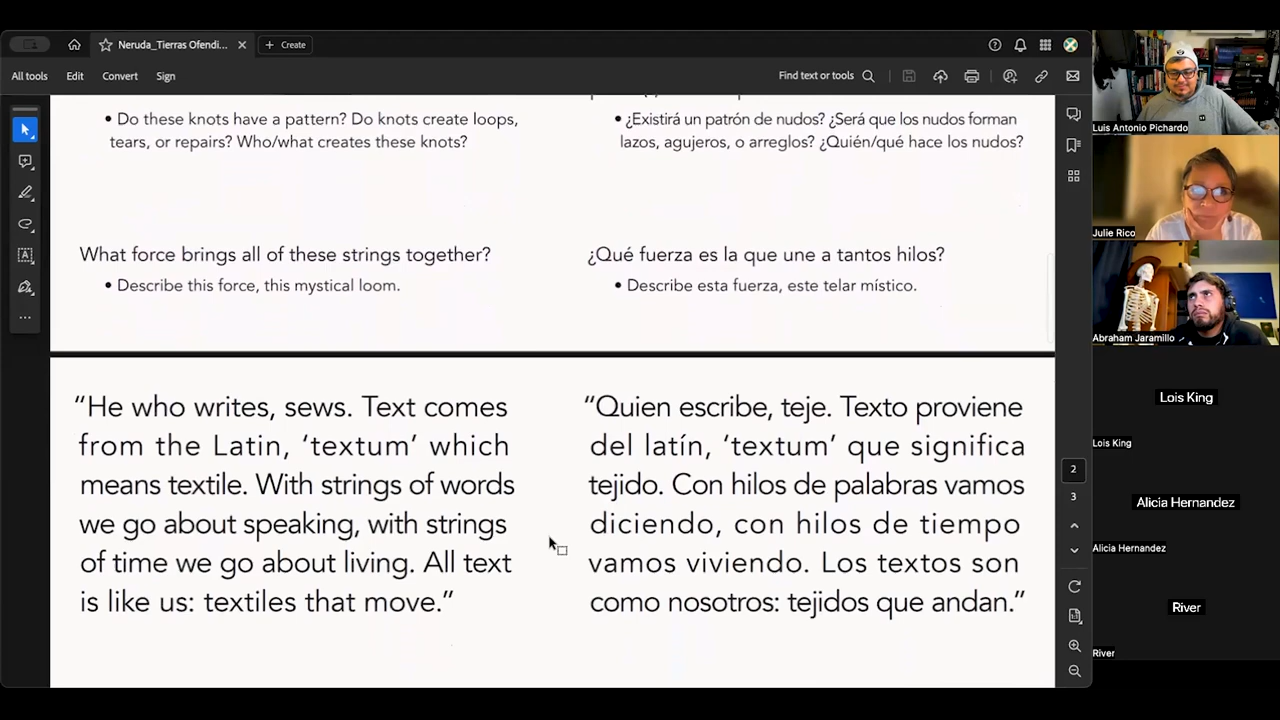 Neruda_Tierras Ofendi...
Create
All tools
Edit
Convert
Sign
Find text or tools
• Do these knots have a pattern? Do knots create loops,
tears, or repairs? Who/what creates these knots?
• ¿Existirá un patrón de nudos? ¿Será que los nudos forman
lazos, agujeros, o arreglos? ¿Quién/qué hace los nudos?
What force brings all of these strings together?
• Describe this force, this mystical loom.
¿Qué fuerza es la que une a tantos hilos?
• Describe esta fuerza, este telar místico.
“He who writes, sews. Text comes
from the Latin, ‘textum’ which
means textile. With strings of words
we go about speaking, with strings
of time we go about living. All text
is like us: textiles that move.”
“Quien escribe, teje. Texto proviene
del latín, ‘textum’ que significa
tejido. Con hilos de palabras vamos
diciendo, con hilos de tiempo
vamos viviendo. Los textos son
como nosotros: tejidos que andan.”
2
3
Luis Antonio Pichardo
Julie Rico
Abraham Jaramillo
Lois King
Lois King
Alicia Hernandez
Alicia Hernandez
River
River